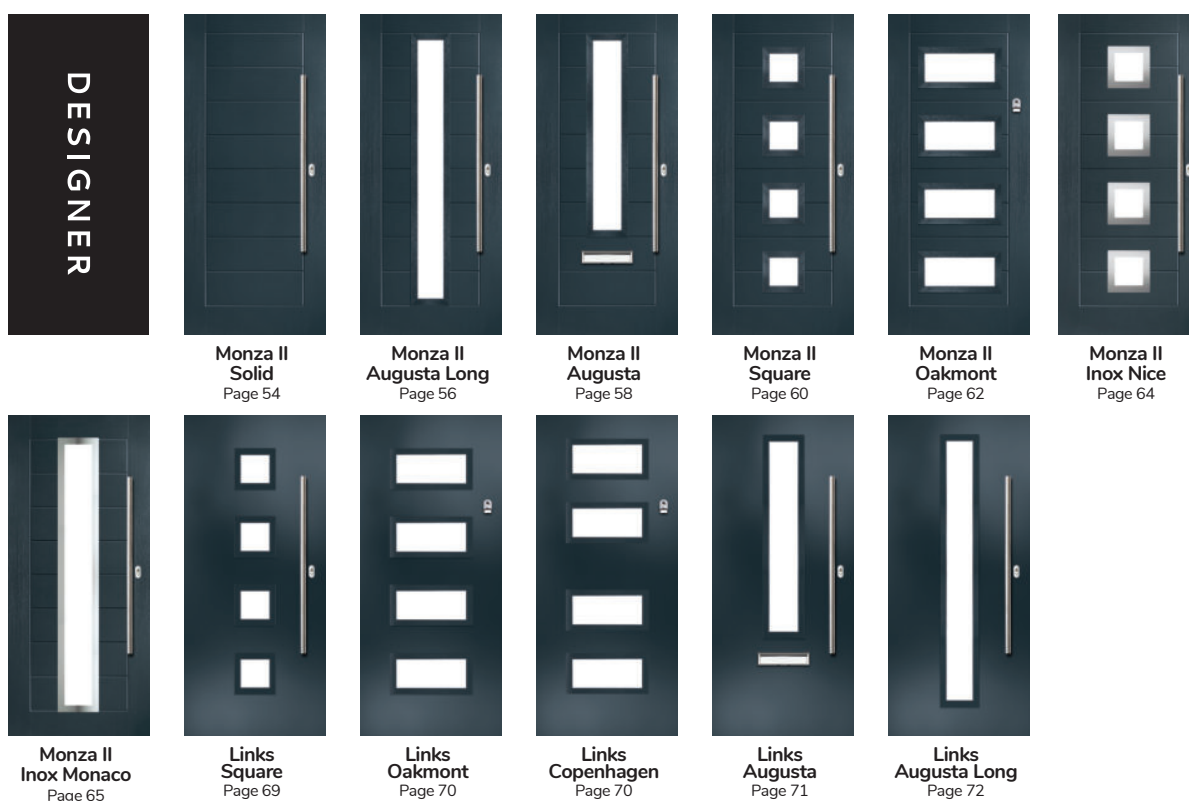 DESIGNER
Monza II
Solid
Page 54
Monza II
Augusta Long
Page 56
Monza II
Augusta
Page 58
Monza II
Square
Page 60
Monza II
Oakmont
Page 62
Monza II
Inox Nice
Page 64
Monza II
Inox Monaco
Page 65
Links
Square
Page 69
Links
Oakmont
Page 70
Links
Copenhagen
Page 70
Links
Augusta
Page 71
Links
Augusta Long
Page 72